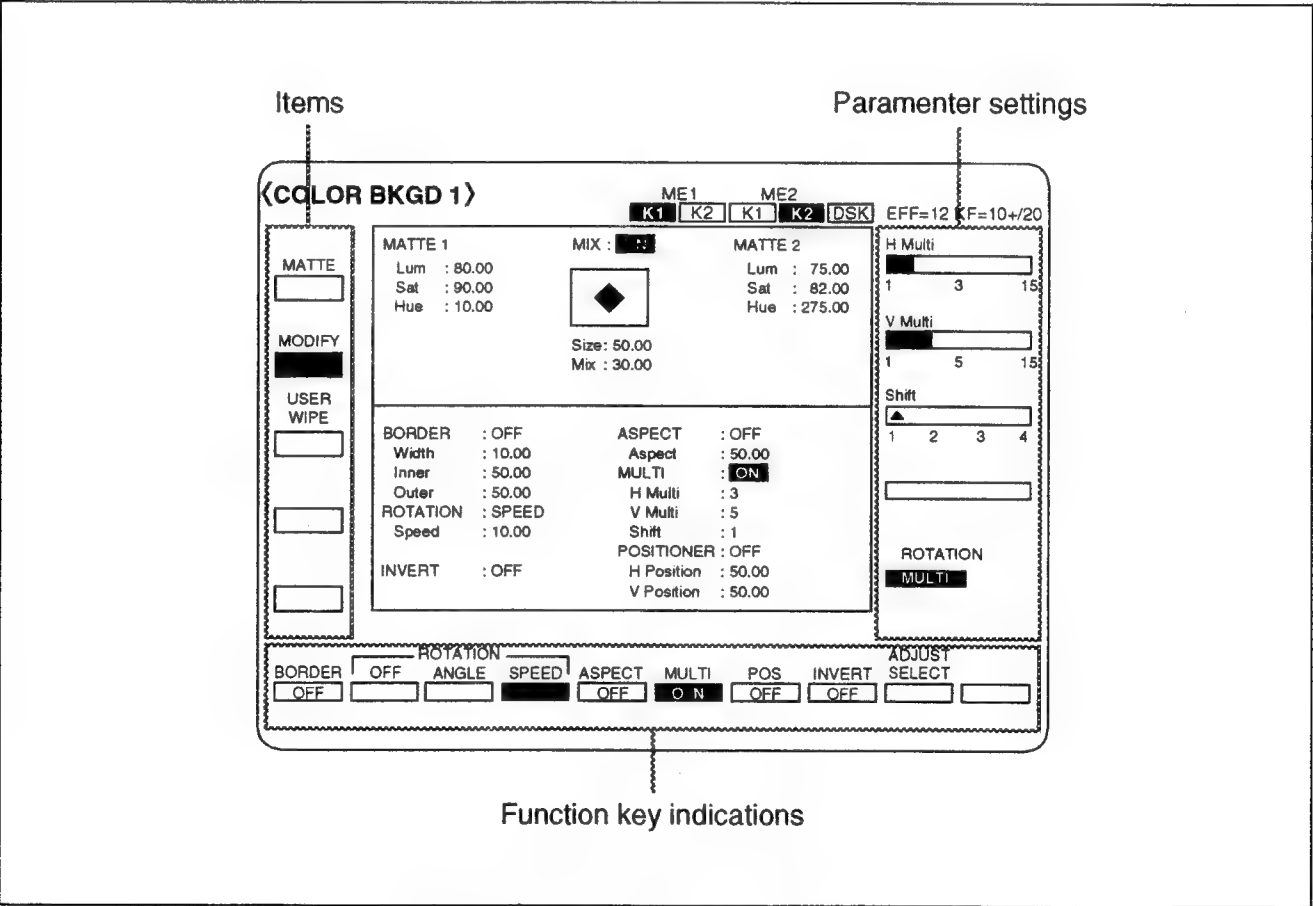 Items
Paramenter settings
〈COLOR BKGD 1〉
ME1 ME2
K1 K2 K1 K2 DSK EFF=12 KF=10+/20
MATTE
MODIFY
USER
WIPE
MATTE 1
Lum : 80.00
Sat : 90.00
Hue : 10.00
MIX :
Size: 50.00
Mix : 30.00
MATTE 2
Lum : 75.00
Sat : 82.00
Hue : 275.00
BORDER : OFF
Width : 10.00
Inner : 50.00
Outer : 50.00
ROTATION : SPEED
Speed : 10.00
INVERT : OFF
ASPECT : OFF
Aspect : 50.00
MULTI : ON
H Multi : 3
V Multi : 5
Shift : 1
POSITIONER : OFF
H Position : 50.00
V Position : 50.00
H Multi
1 3 15
V Multi
1 5 15
Shift
1 2 3 4
ROTATION
MULTI
ROTATION
ADJUST
BORDER OFF ANGLE SPEED ASPECT MULTI POS INVERT SELECT
OFF OFF O N OFF OFF
Function key indications